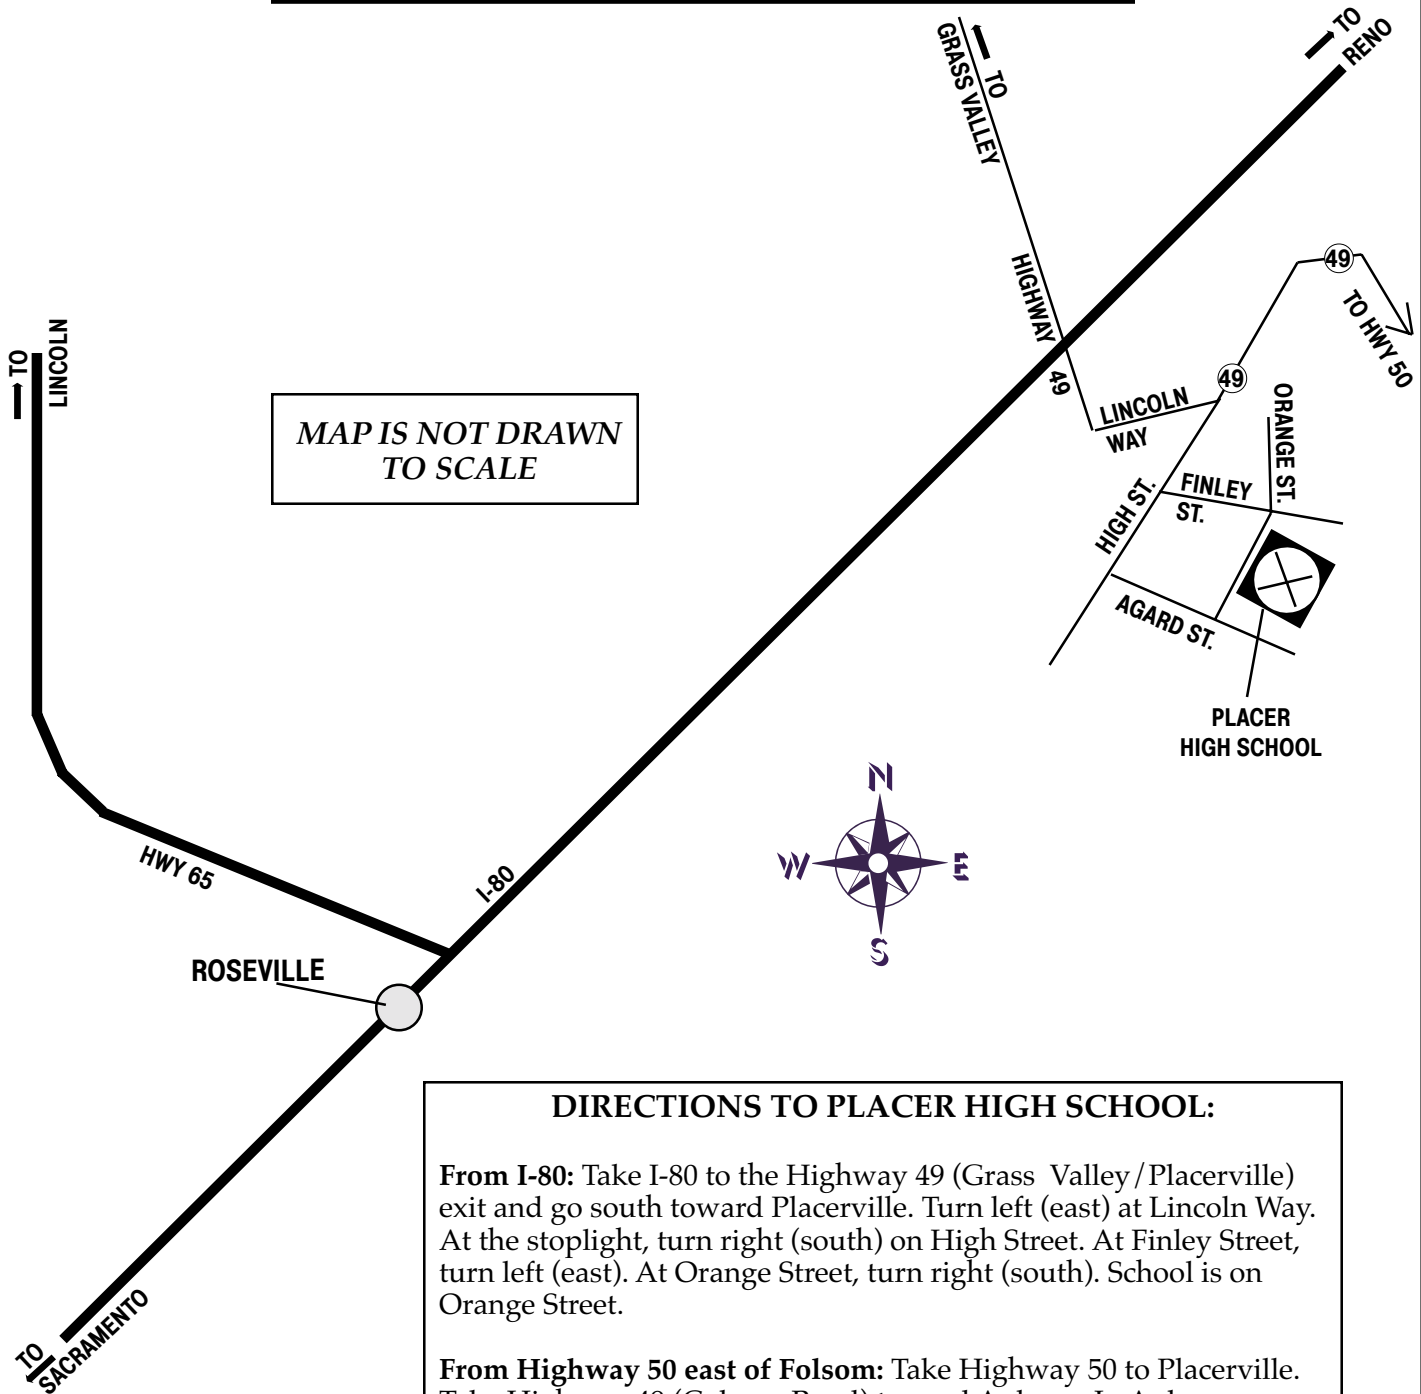 TO
RENO
TO
GRASS VALLEY
HIGHWAY
49
49
TO HWY 50
49
LINCOLN
WAY
ORANGE ST.
FINLEY
ST.
HIGH ST.
AGARD ST.
PLACER
HIGH SCHOOL
TO
LINCOLN
MAP IS NOT DRAWN
TO SCALE
HWY 65
I-80
N
W
E
S
ROSEVILLE
TO
SACRAMENTO
DIRECTIONS TO PLACER HIGH SCHOOL:
From I-80: Take I-80 to the Highway 49 (Grass Valley/Placerville)
exit and go south toward Placerville. Turn left (east) at Lincoln Way.
At the stoplight, turn right (south) on High Street. At Finley Street,
turn left (east). At Orange Street, turn right (south). School is on
Orange Street.
From Highway 50 east of Folsom: Take Highway 50 to Placerville.